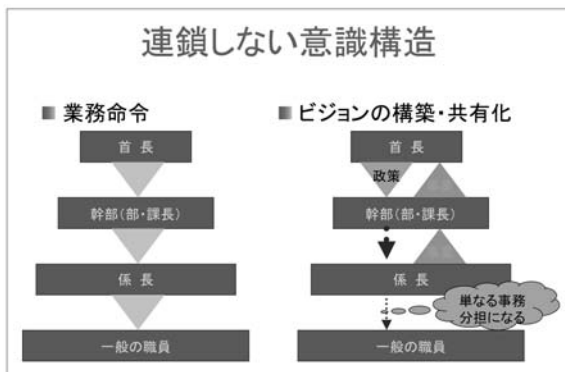 連鎖しない意識構造
■ 業務命令
首 長
幹部(部・課長)
係 長
一般の職員
■ ビジョンの構築・共有化
首 長
政策
幹部(部・課長)
係 長
単なる事務
分担になる
一般の職員